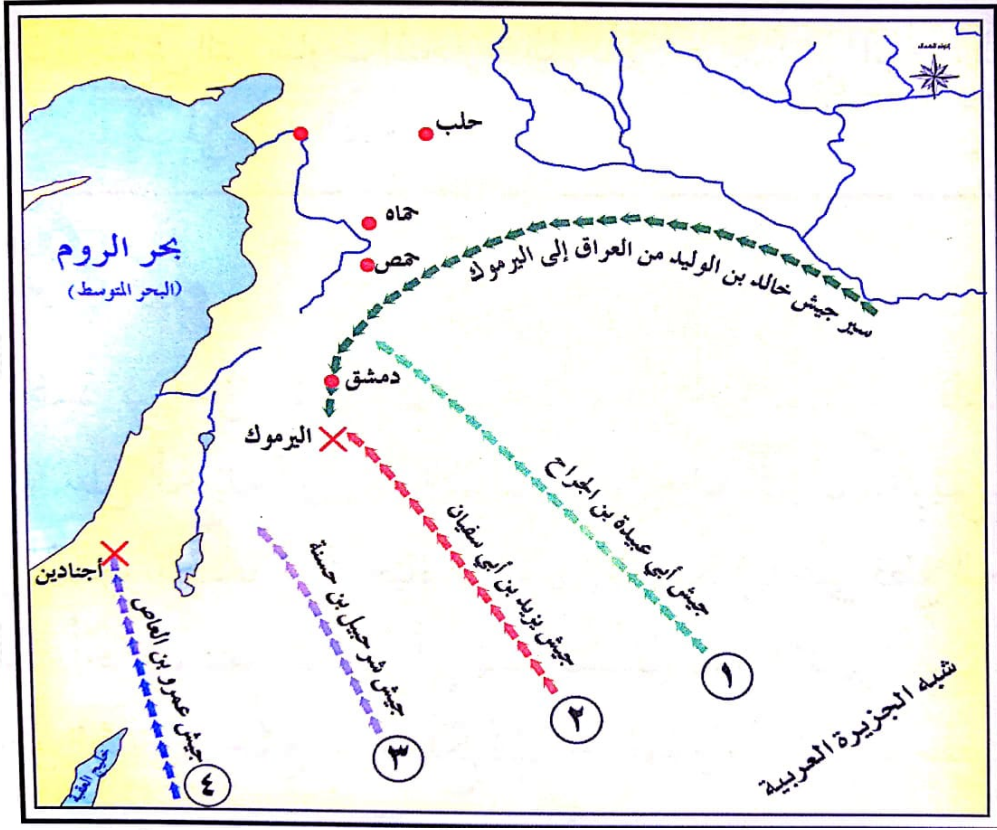 حلب
حماه
حمص
بحر الروم
(البحر المتوسط)
سير جيش خالد بن الوليد من العراق إلى اليرموك
دمشق
اليرموك
جيش أبي عبيدة بن الجراح
جيش يزيد بن أبي سفيان
جيش شرحبيل بن حسنة
أجنادين
جيش عمرو بن العاص
شبه الجزيرة العربية
١
٢
٣
٤
خليج العقبة